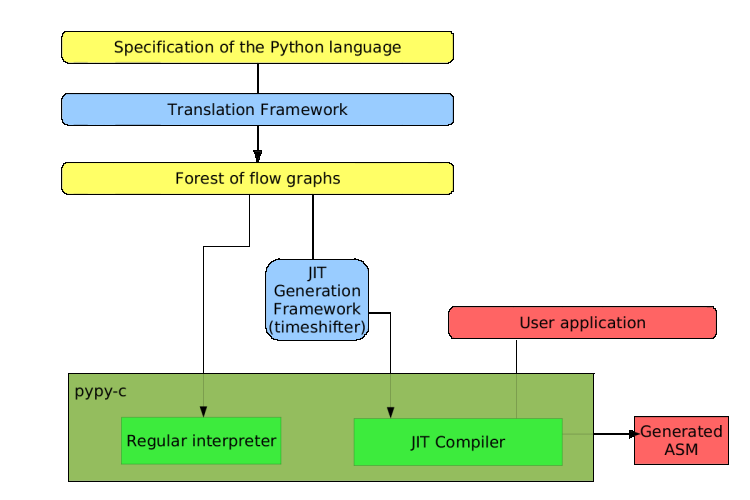 Specification of the Python language
Translation Framework
Forest of flow graphs
JIT
Generation
Framework
(timeshifter)
User application
pypy-c
Regular interpreter
JIT Compiler
Generated
ASM